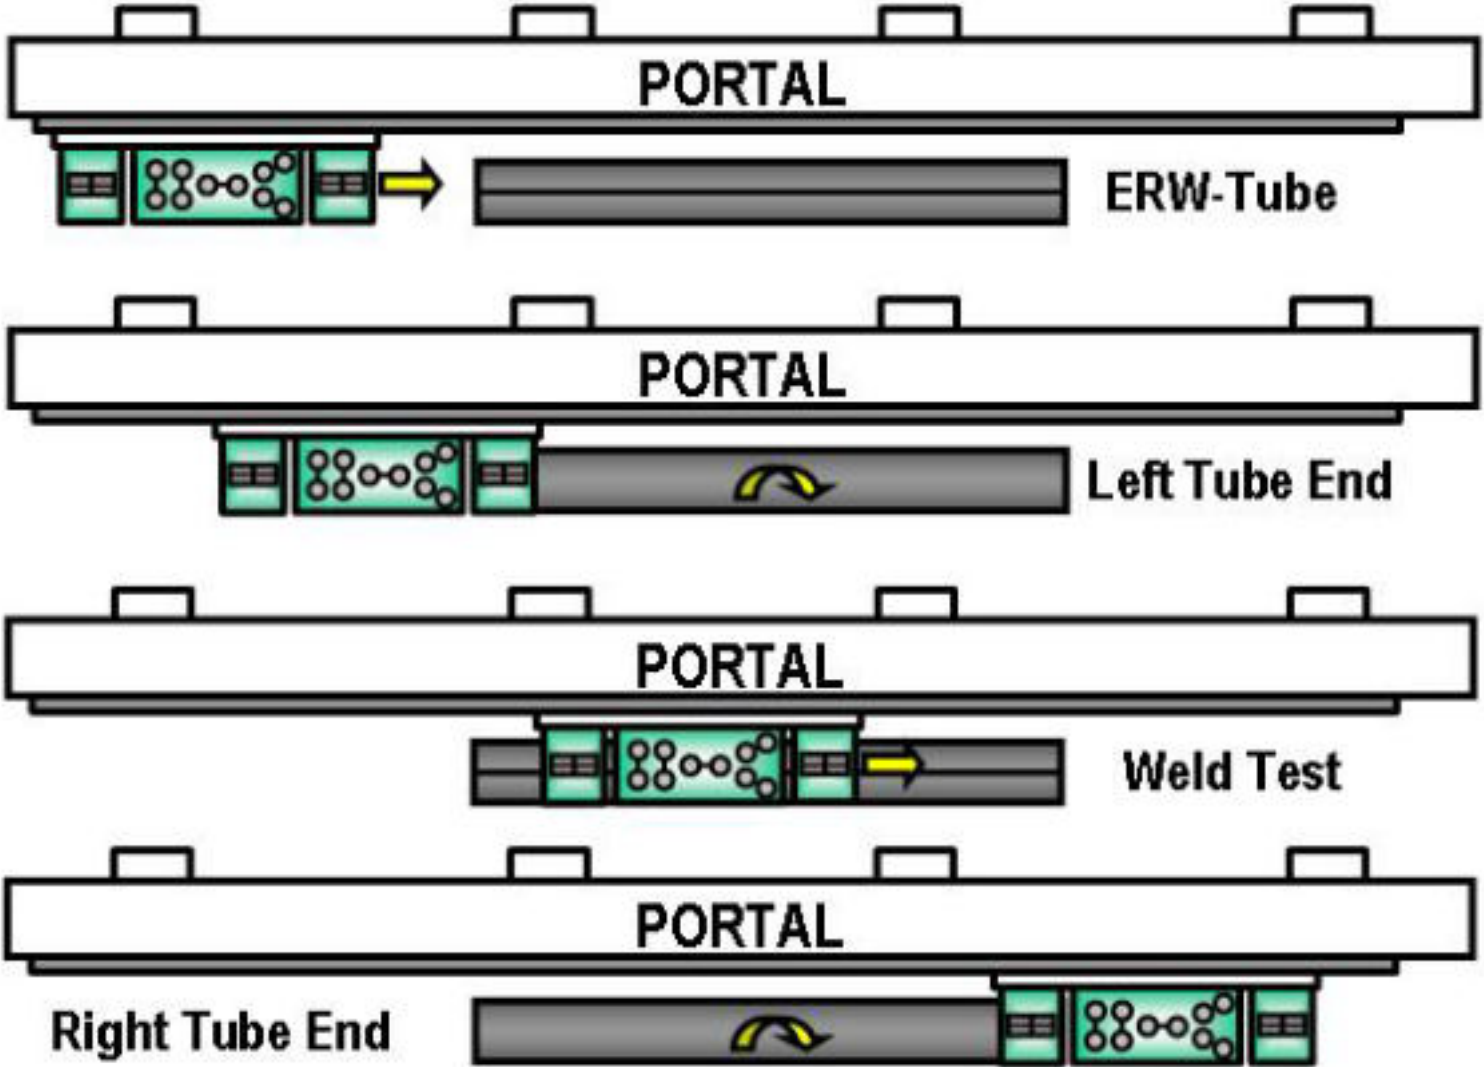 PORTAL
ERW-Tube
PORTAL
Left Tube End
PORTAL
Weld Test
PORTAL
Right Tube End